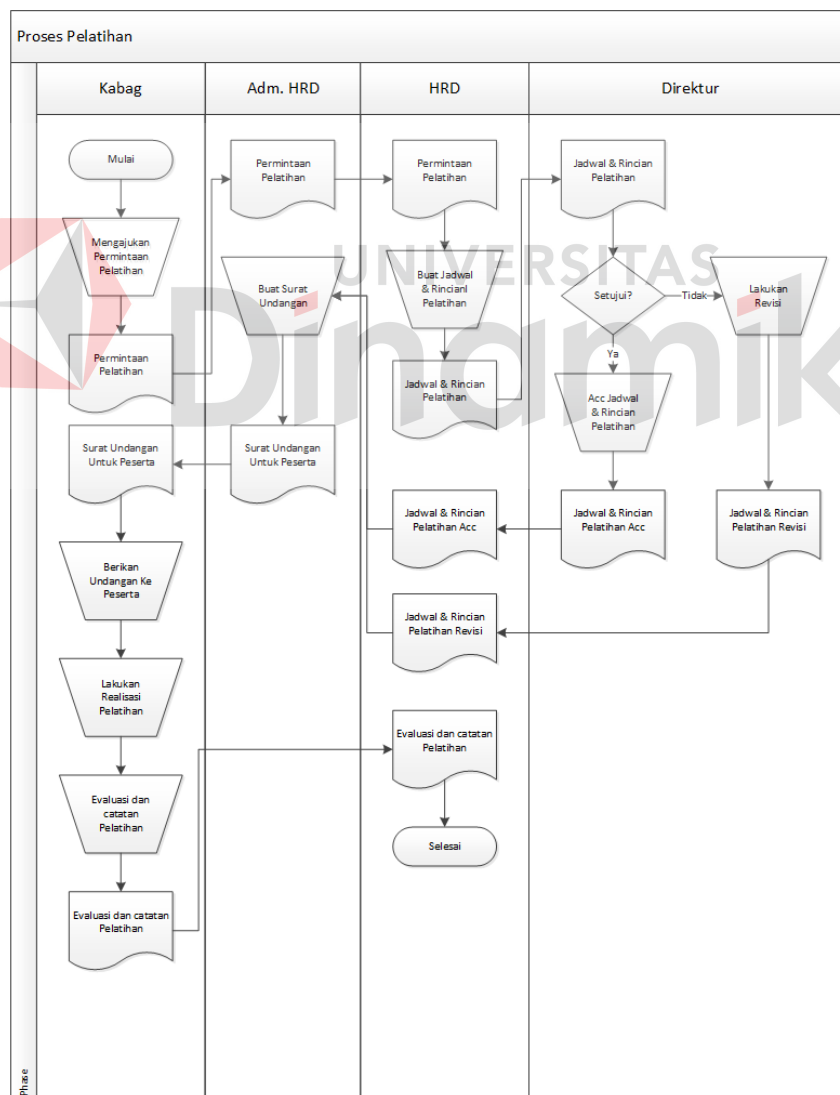 Proses Pelatihan
Kabag
Adm. HRD
HRD
Direktur
Mulai
Mengajukan
Permintaan
Pelatihan
Permintaan
Pelatihan
Surat Undangan
Untuk Peserta
Berikan
Undangan Ke
Peserta
Lakukan
Realisasi
Pelatihan
Evaluasi dan
catatan
Pelatihan
Evaluasi dan catatan
Pelatihan
Permintaan
Pelatihan
Buat Surat
Undangan
Surat Undangan
Untuk Peserta
Permintaan
Pelatihan
Buat Jadwal
& Rincianl
Pelatihan
Jadwal & Rincian
Pelatihan
Jadwal & Rincian
Pelatihan Acc
Jadwal & Rincian
Pelatihan Revisi
Evaluasi dan catatan
Pelatihan
Selesai
Jadwal & Rincian
Pelatihan
Setujui?
Tidak
Lakukan
Revisi
Ya
Acc Jadwal
& Rincian
Pelatihan
Jadwal & Rincian
Pelatihan Acc
Jadwal & Rincian
Pelatihan Revisi
Phase
UNIVERSITAS
Dinamik